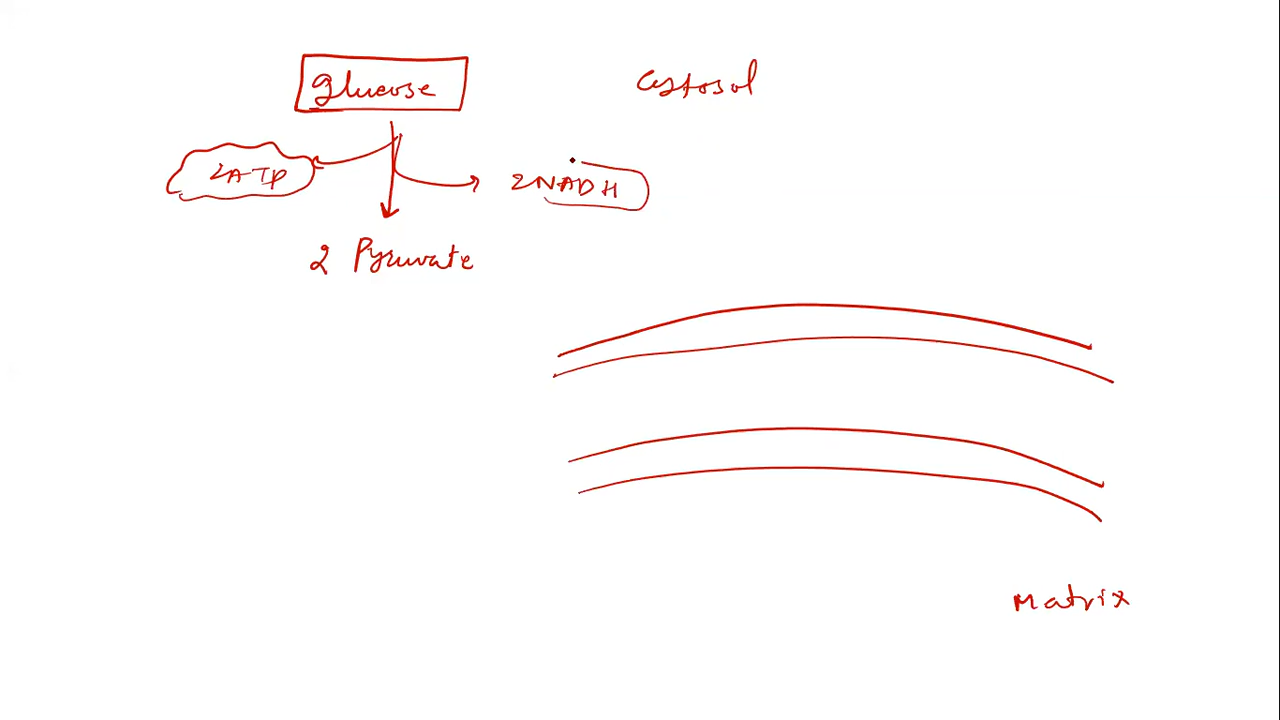 glucose
Cytosol
2ATP
2NADH
2 Pyruvate
Matrix